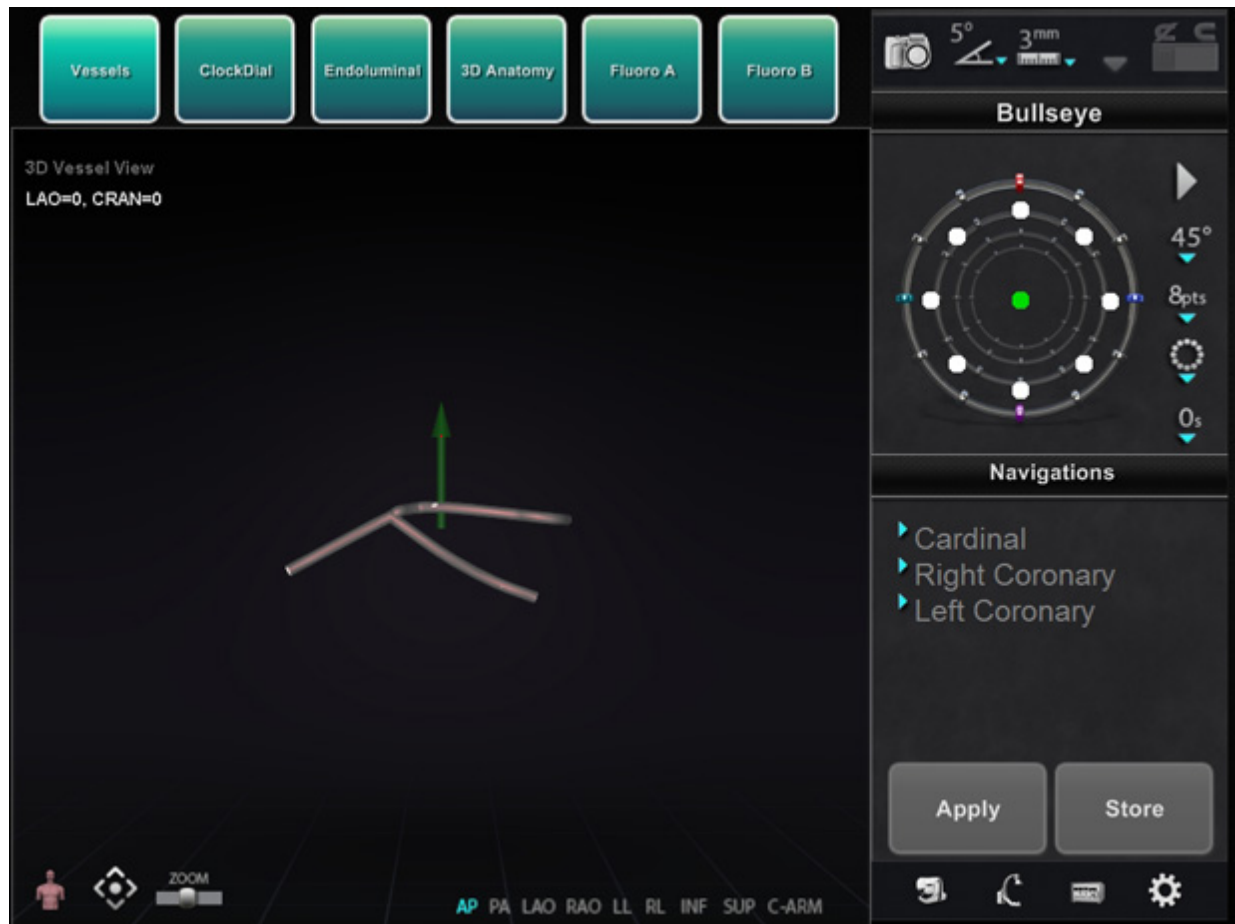 Vessels
ClockDial
Endoluminal
3D Anatomy
Fluoro A
Fluoro B
5°
3mm
Bullseye
3D Vessel View
LAO=0, CRAN=0
45°
8pts
0s
Navigations
Cardinal
Right Coronary
Left Coronary
Apply
Store
ZOOM
AP PA LAO RAO LL RL INF SUP C-ARM